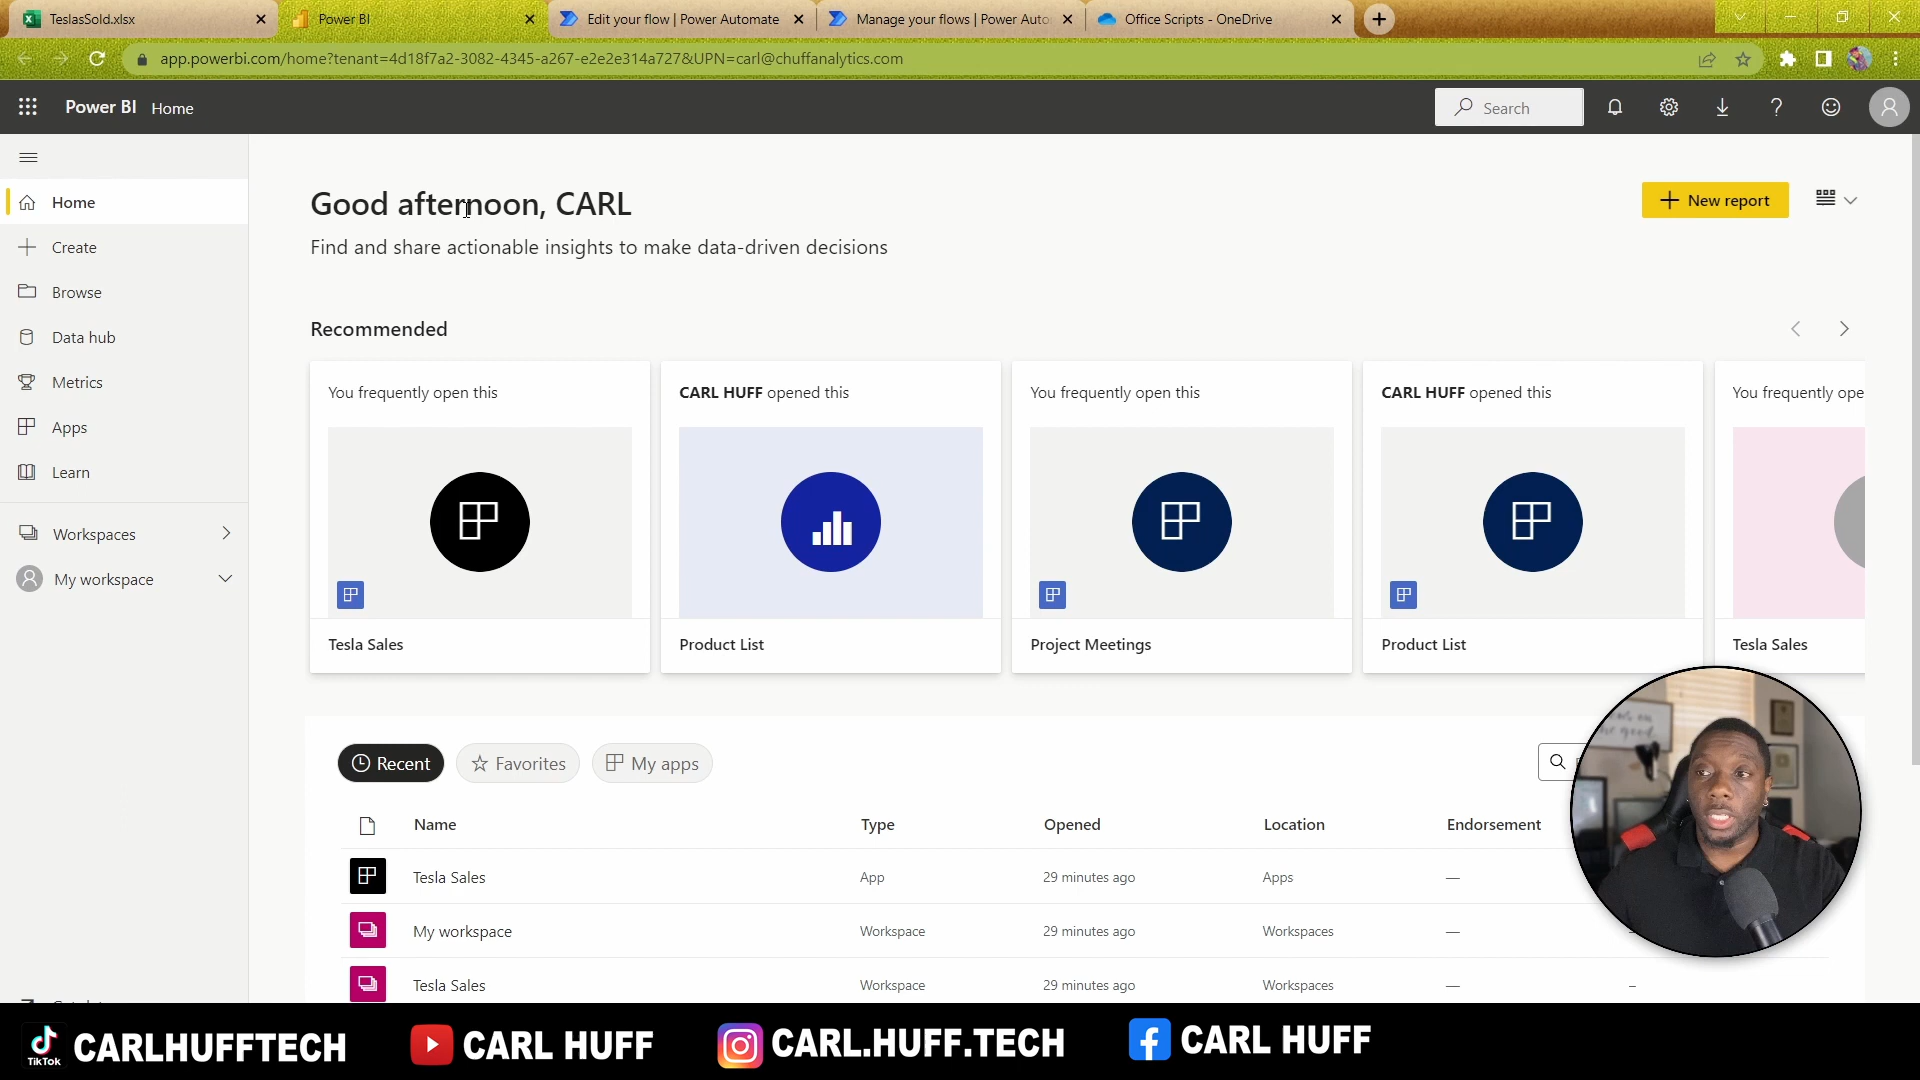 TeslasSold.xlsx
Power BI
Edit your flow | Power Automate
Manage your flows | Power Auto
Office Scripts - OneDrive
app.powerbi.com/home?tenant=4d18f7a2-3082-4345-a267-e2e2e314a727&UPN=carl@chuffanalytics.com
Power BI Home
Search
Home
Create
Browse
Data hub
Metrics
Apps
Learn
Workspaces
My workspace
Good afternoon, CARL
Find and share actionable insights to make data-driven decisions
New report
Recommended
You frequently open this
Tesla Sales
CARL HUFF opened this
Product List
You frequently open this
Project Meetings
CARL HUFF opened this
Product List
You frequently ope
Tesla Sales
Recent
Favorites
My apps
Name Type Opened Location Endorsement
Tesla Sales App 29 minutes ago Apps —
My workspace Workspace 29 minutes ago Workspaces —
Tesla Sales Workspace 29 minutes ago Workspaces — –
TikTok
CARLHUFFTECH
CARL HUFF
CARL.HUFF.TECH
CARL HUFF